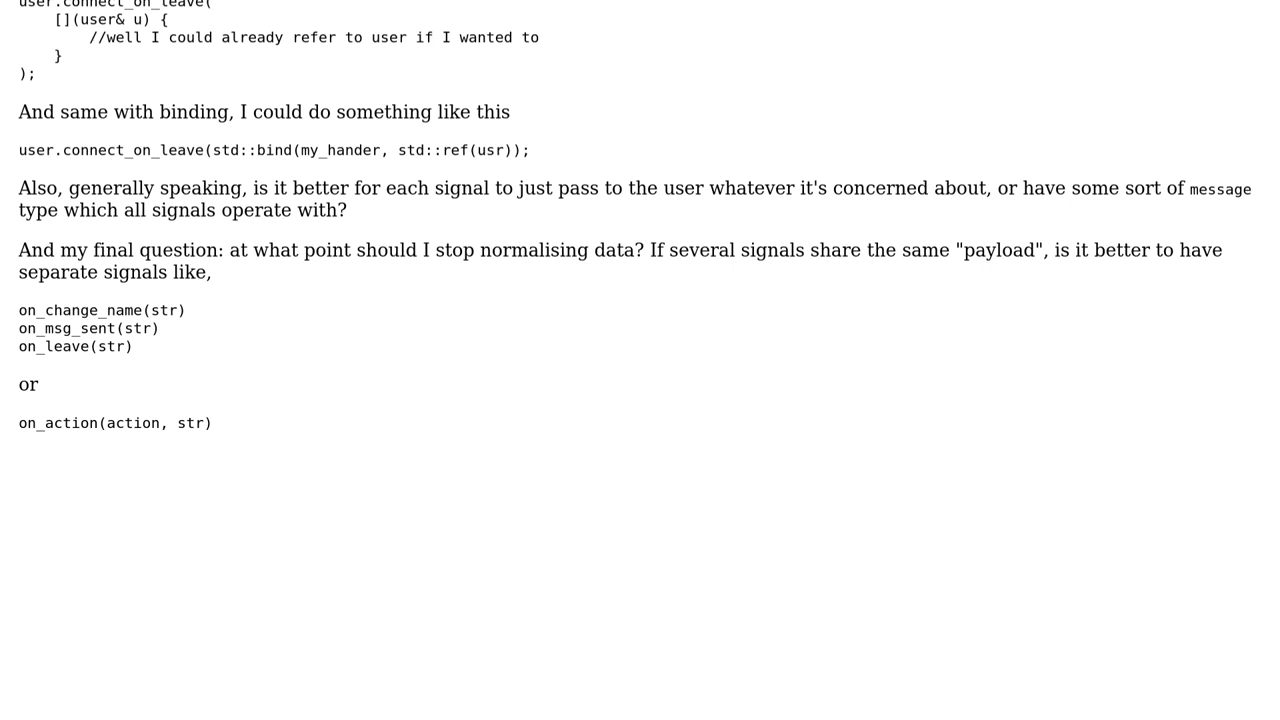 user.connect_on_leave(
    [](user& u) {
        //well I could already refer to user if I wanted to
    }
);
And same with binding, I could do something like this
user.connect_on_leave(std::bind(my_hander, std::ref(usr));
Also, generally speaking, is it better for each signal to just pass to the user whatever it's concerned about, or have some sort of message
type which all signals operate with?
And my final question: at what point should I stop normalising data? If several signals share the same "payload", is it better to have
separate signals like,
on_change_name(str)
on_msg_sent(str)
on_leave(str)
or
on_action(action, str)